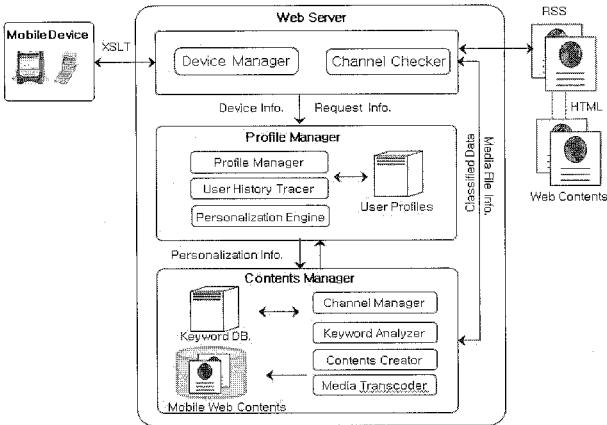 Web Server
RSS
Mobile Device
XSLT
Device Manager
Channel Checker
Device Info.
Request Info.
HTML
Web Contents
Profile Manager
Profile Manager
User History Tracer
Personalization Engine
User Profiles
Classified Data
Media File Info.
Personalization Info.
Contents Manager
Keyword DB.
Channel Manager
Keyword Analyzer
Contents Creator
Media Transcoder
Mobile Web Contents